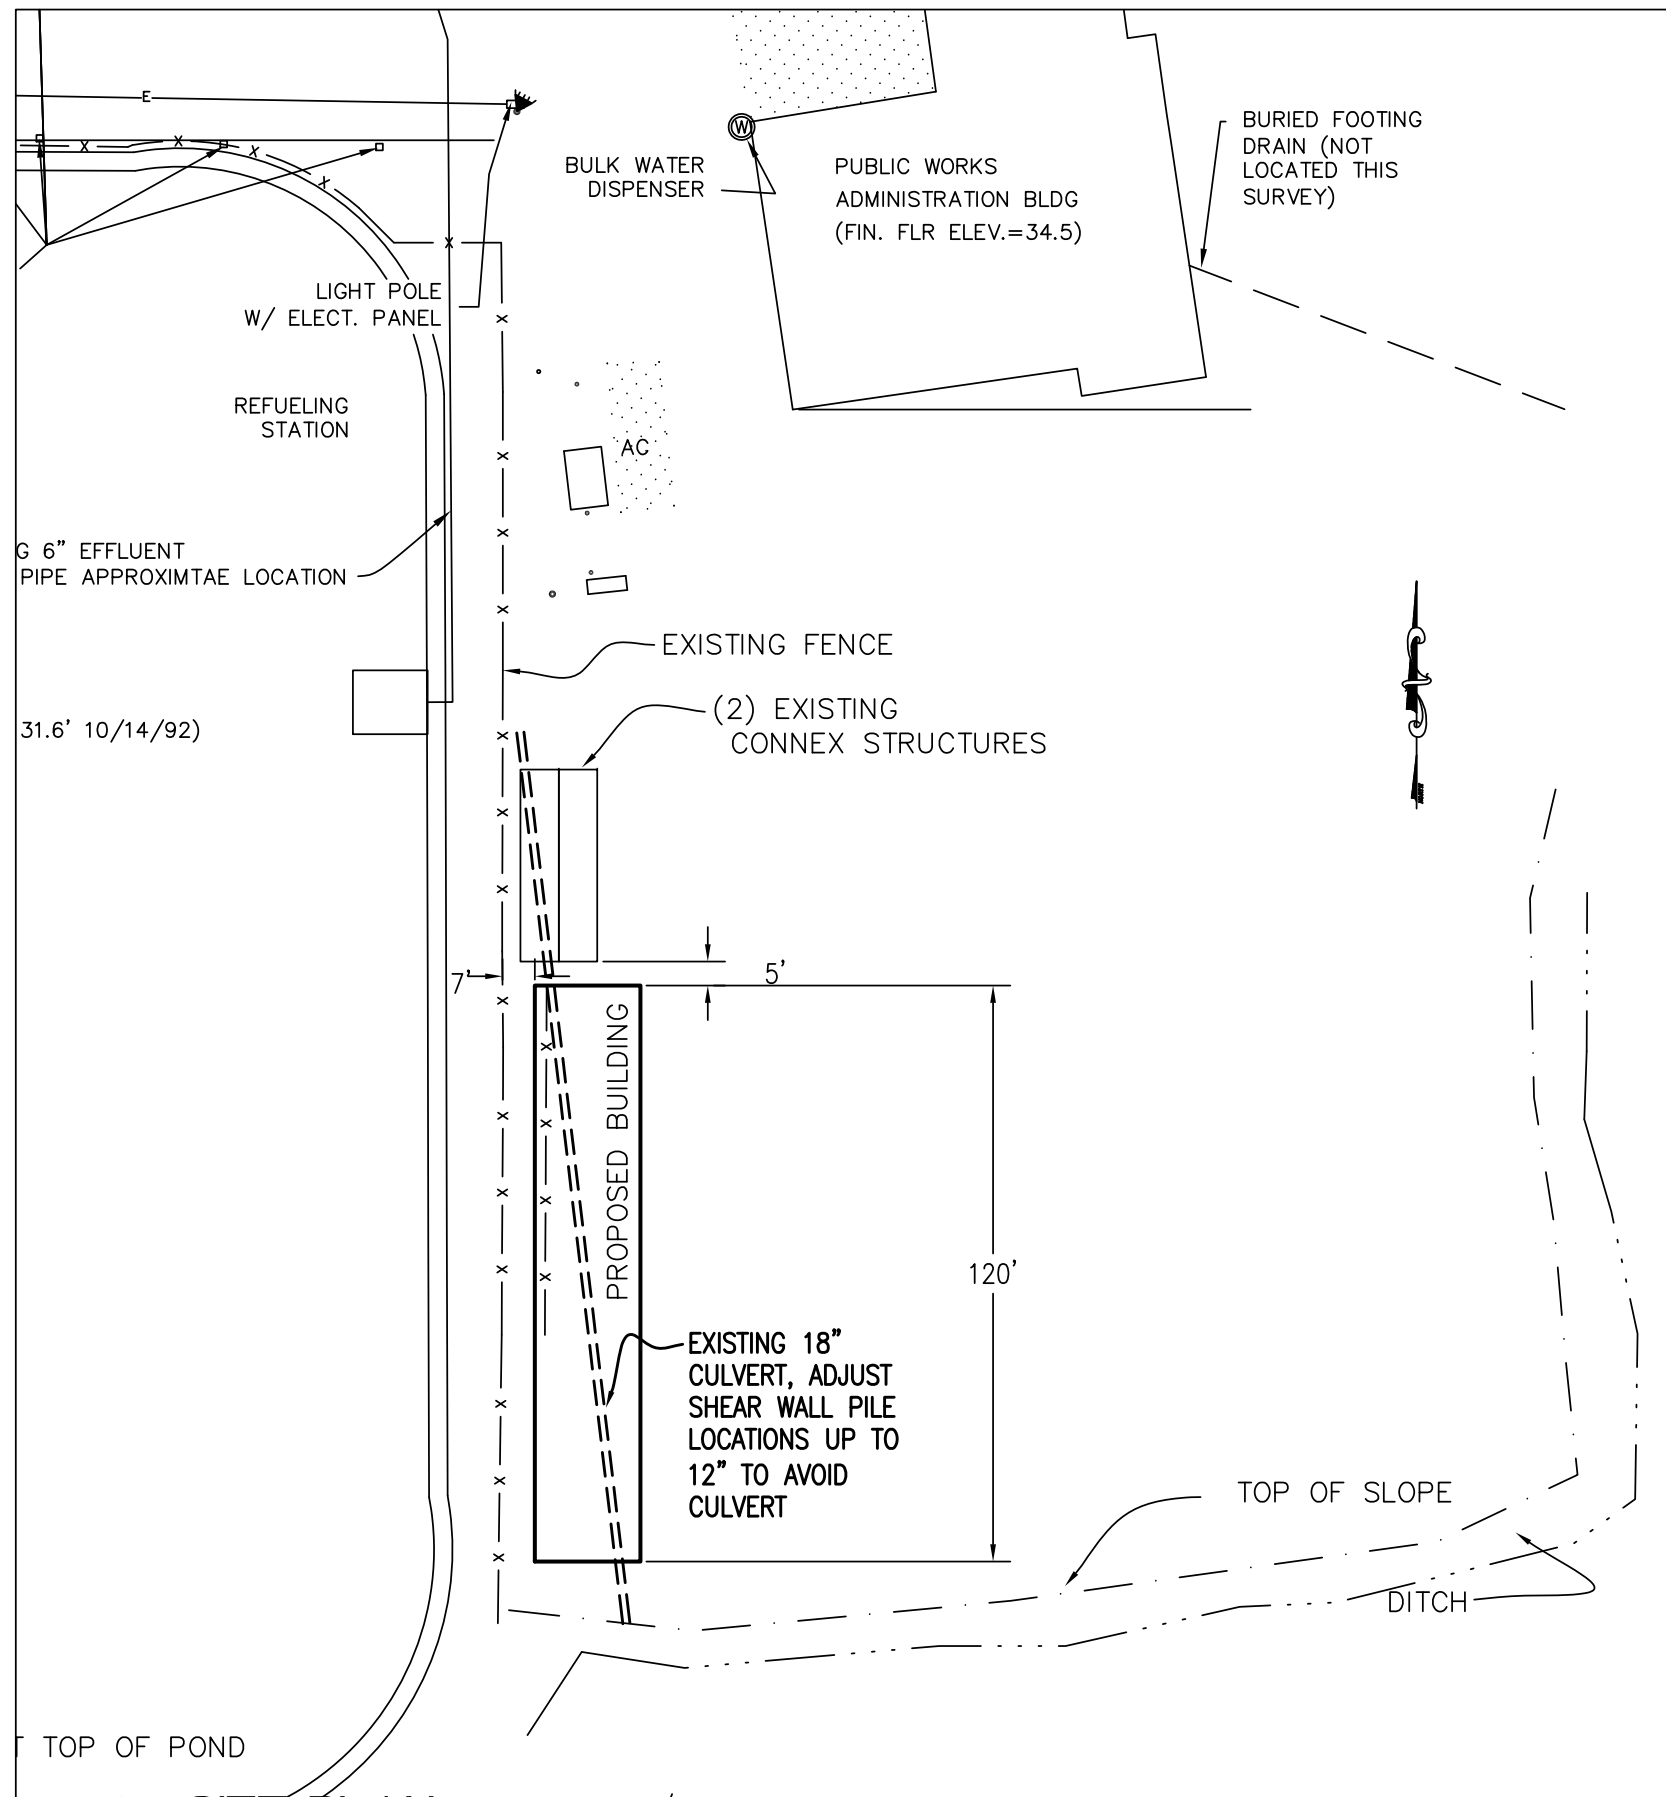 E
BULK WATER
DISPENSER
W
PUBLIC WORKS
ADMINISTRATION BLDG
(FIN. FLR ELEV.=34.5)
BURIED FOOTING
DRAIN (NOT
LOCATED THIS
SURVEY)
LIGHT POLE
W/ ELECT. PANEL
REFUELING
STATION
AC
G 6" EFFLUENT
PIPE APPROXIMTAE LOCATION
EXISTING FENCE
(2) EXISTING
CONNEX STRUCTURES
31.6' 10/14/92)
NORTH
7'
5'
PROPOSED BUILDING
120'
EXISTING 18"
CULVERT, ADJUST
SHEAR WALL PILE
LOCATIONS UP TO
12" TO AVOID
CULVERT
TOP OF SLOPE
DITCH
TOP OF POND